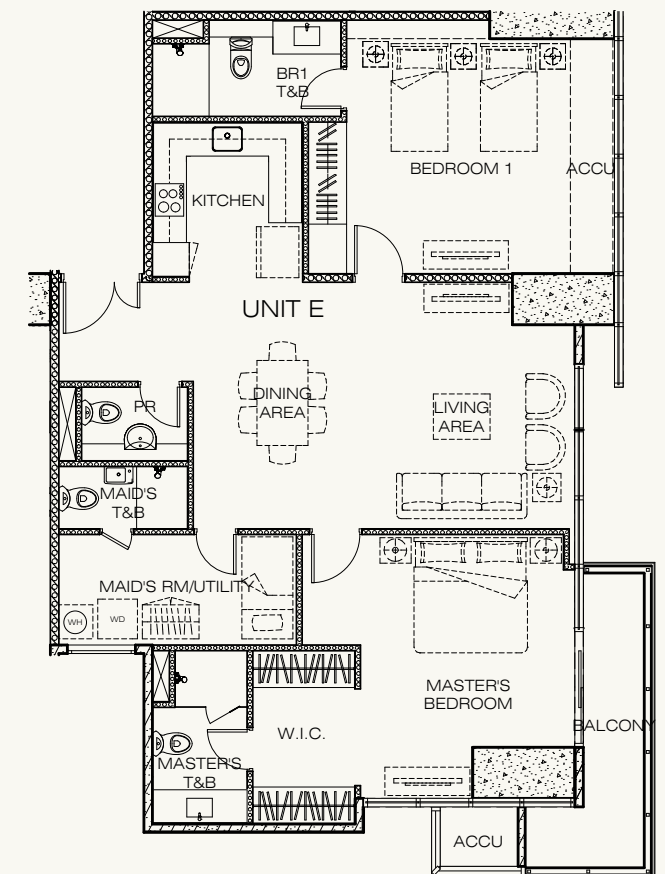 BR1
T&B
BEDROOM 1
ACCU
KITCHEN
UNIT E
DINING
AREA
LIVING
AREA
PR
MAID'S
T&B
MAID'S RM/UTILITY
WH
WD
MASTER'S
BEDROOM
W.I.C.
BALCONY
MASTER'S
T&B
ACCU